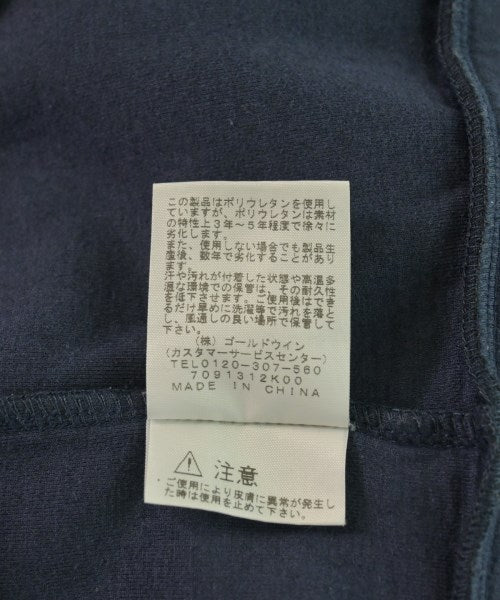 この製品はポリウレタンを使用し
ていますが、ポリウレタンは素材
の特性上3年～5年程度で徐々に
劣化します。
また、使用しない場合でも製品生
産後、数年で劣化することがあり
ます。
汗や汚れが付着した状態や高温多
湿な環境での保管は、その耐久性
を低下させます。ご使用後はでき
るだけ早めに洗濯等で汚れを落と
し、風通しの良い場所で保管して
下さい。
(株) ゴールドウイン
(カスタマーサービスセンター)
TEL0120-307-560
7091312K00
MADE IN CHINA
注意
ご使用により皮膚に異常が発生し
た時は使用を止めて下さい。